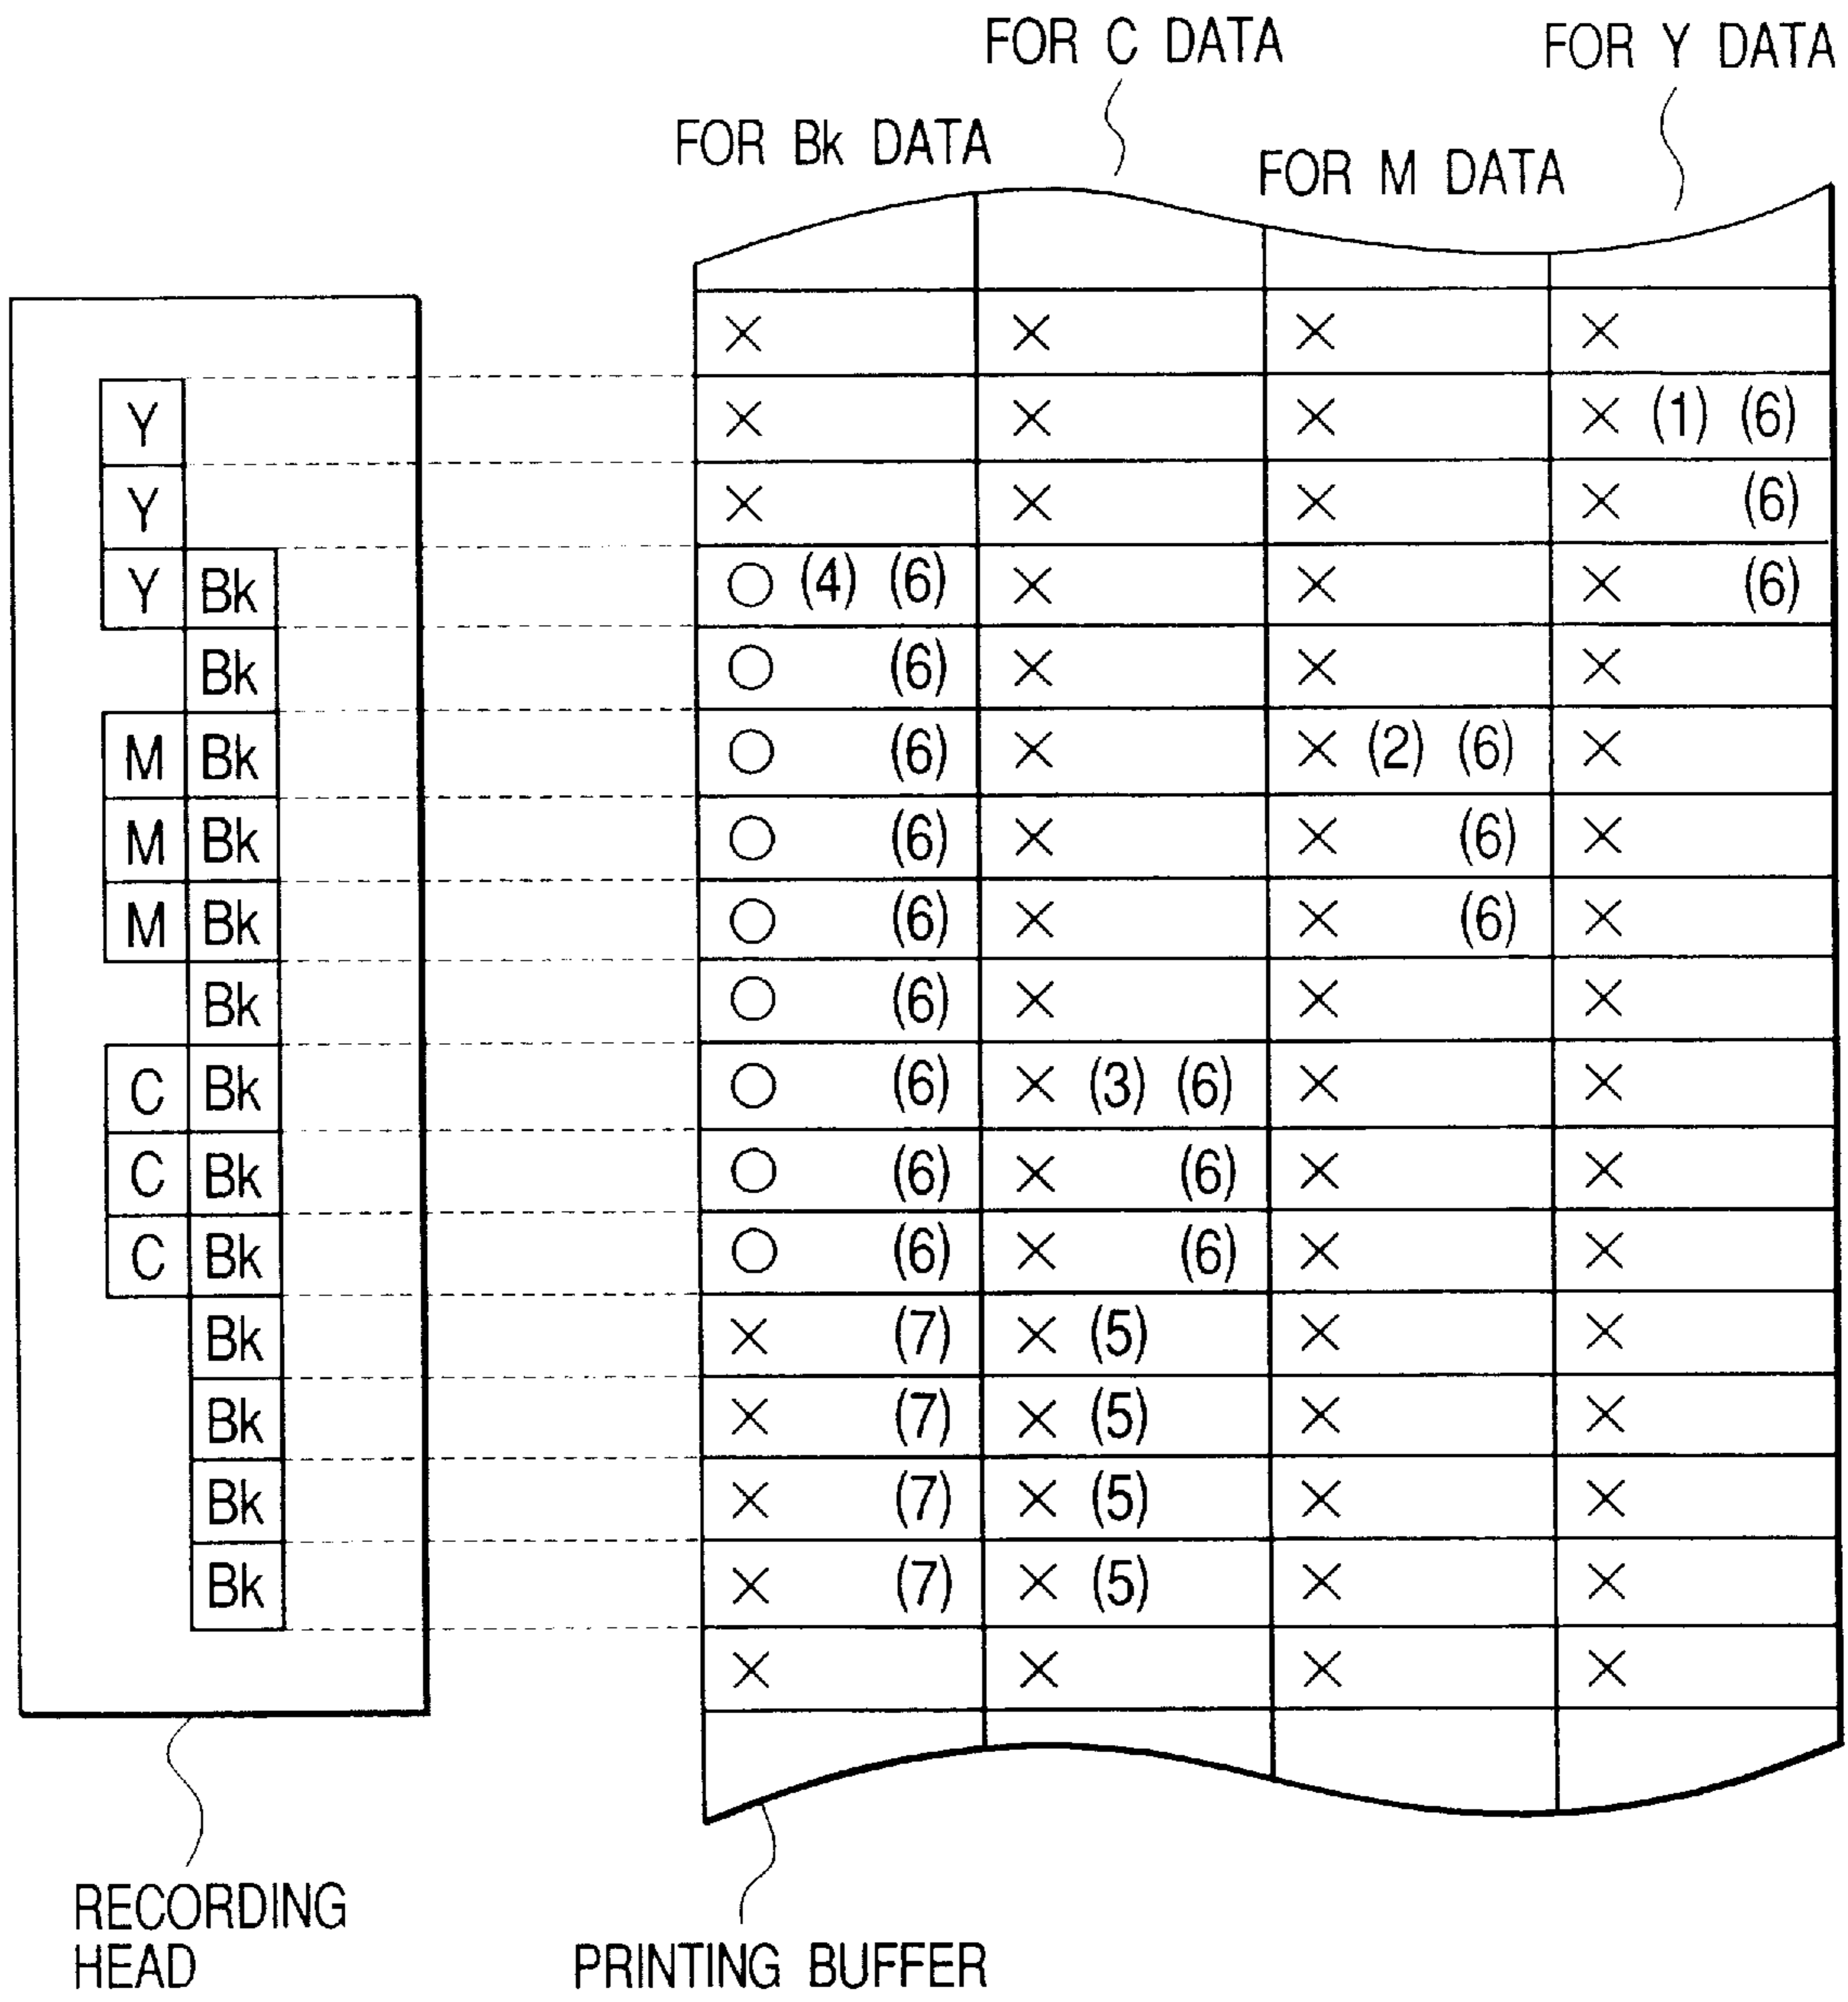 FOR C DATA
FOR Y DATA
FOR Bk DATA
FOR M DATA
× × × ×
Y × × × × (1) (6)
Y × × × × (6)
Y Bk ○ (4) (6) × × × (6)
Bk ○ (6) × × ×
M Bk ○ (6) × × (2) (6) ×
M Bk ○ (6) × × (6) ×
M Bk ○ (6) × × (6) ×
Bk ○ (6) × × ×
C Bk ○ (6) × (3) (6) × ×
C Bk ○ (6) × (6) × ×
C Bk ○ (6) × (6) × ×
Bk × (7) × (5) × ×
Bk × (7) × (5) × ×
Bk × (7) × (5) × ×
Bk × (7) × (5) × ×
× × × ×
RECORDING
HEAD
PRINTING BUFFER